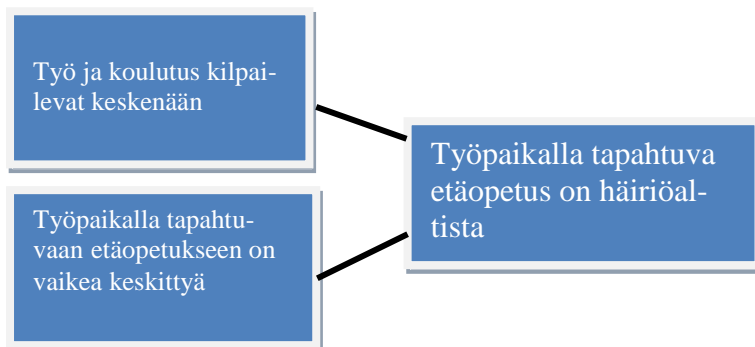 Työ ja koulutus kilpai-
levat keskenään
Työpaikalla tapahtu-
vaan etäopetukseen on
vaikea keskittyä
Työpaikalla tapahtuva
etäopetus on häiriöal-
tista